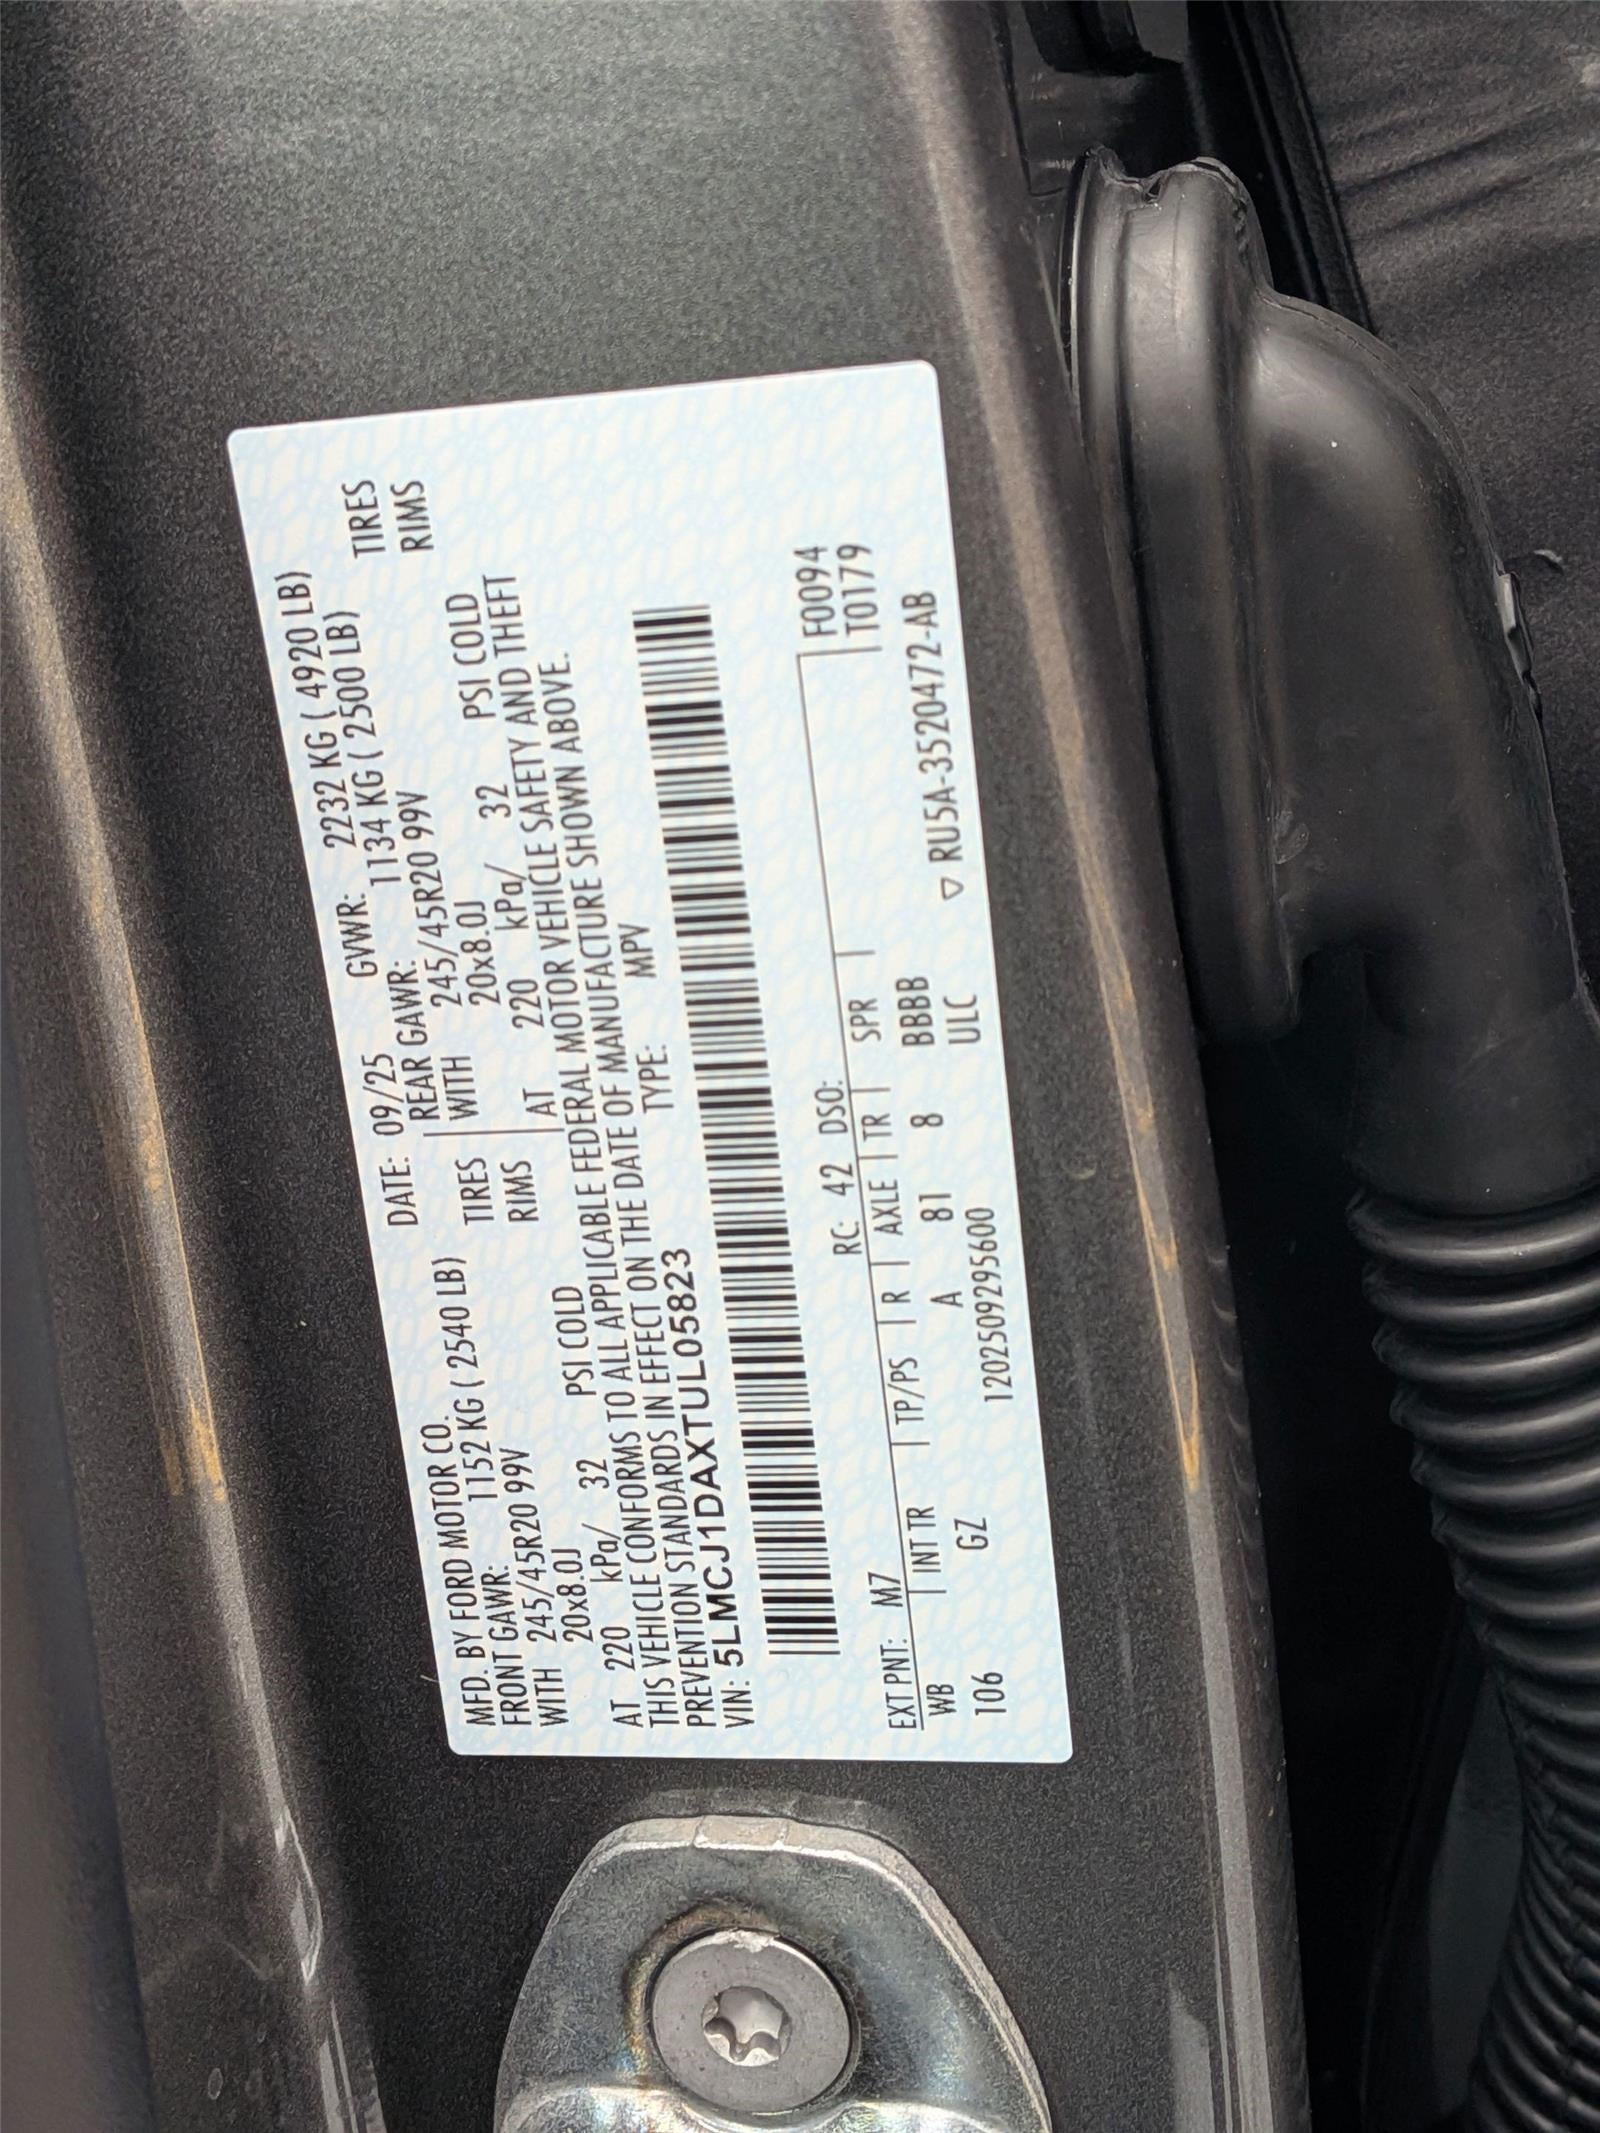 MFD. BY FORD MOTOR CO.
DATE: 09/25 GVWR: 2232 KG ( 4920 LB)
FRONT GAWR: 1152 KG ( 2540 LB) REAR GAWR: 1134 KG ( 2500 LB)
WITH 245/45R20 99V TIRES WITH 245/45R20 99V TIRES
20x8.0J RIMS 20x8.0J RIMS
AT 220 kPa/ 32 PSI COLD AT 220 kPa/ 32 PSI COLD
THIS VEHICLE CONFORMS TO ALL APPLICABLE FEDERAL MOTOR VEHICLE SAFETY AND THEFT
PREVENTION STANDARDS IN EFFECT ON THE DATE OF MANUFACTURE SHOWN ABOVE.
VIN: 5LMCJ1DAXTUL05823 TYPE: MPV
F0094
EXT PNT: M7 RC: 42 DSO: T0179
WB INT TR TP/PS R AXLE TR SPR
106 GZ A 81 8 BBBB
ULC
1202509295600 ▽ RU5A-3520472-AB